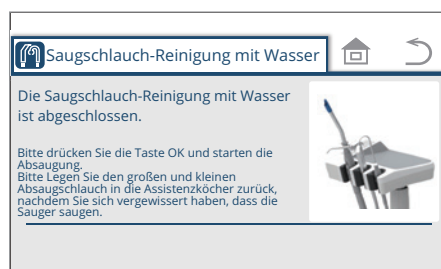 Saugschlauch-Reinigung mit Wasser
Die Saugschlauch-Reinigung mit Wasser
ist abgeschlossen.
Bitte drücken Sie die Taste OK und starten die
Absaugung.
Bitte Legen Sie den großen und kleinen
Absaugschlauch in die Assistenzköcher zurück,
nachdem Sie sich vergewissert haben, dass die
Sauger saugen.